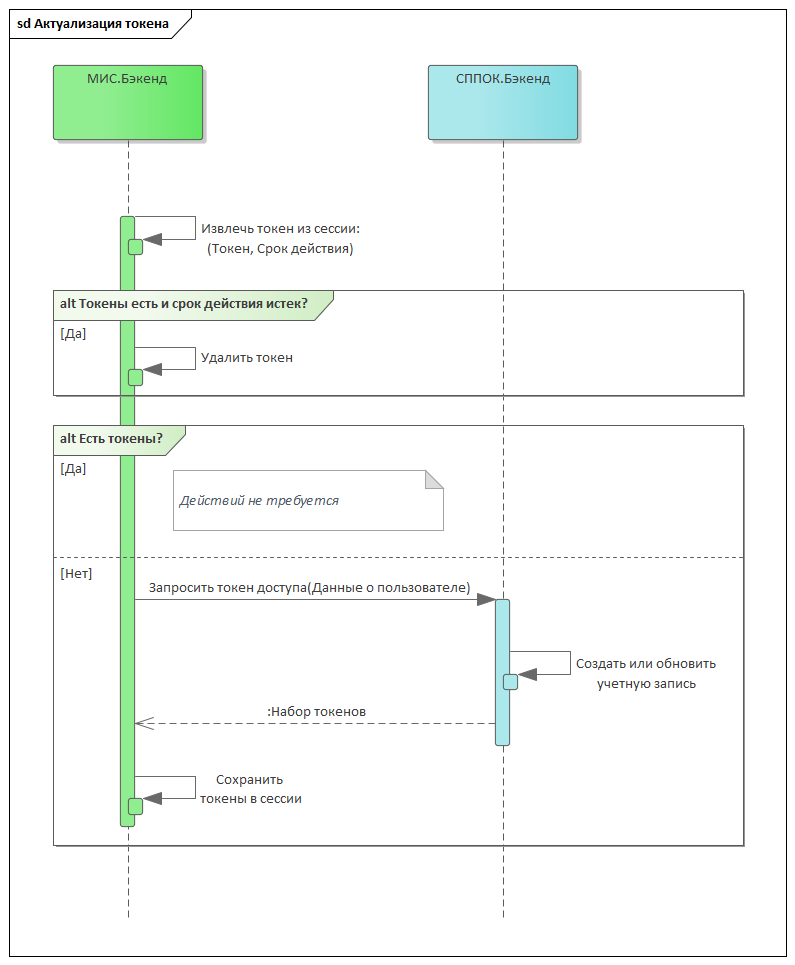 sd Актуализация токена
МИС.Бэкенд
СППОК.Бэкенд
Извлечь токен из сессии:
(Токен, Срок действия)
alt Токены есть и срок действия истек?
[Да]
Удалить токен
alt Есть токены?
[Да]
Действий не требуется
[Нет]
Запросить токен доступа(Данные о пользователе)
Создать или обновить
учетную запись
:Набор токенов
Сохранить
токены в сессии